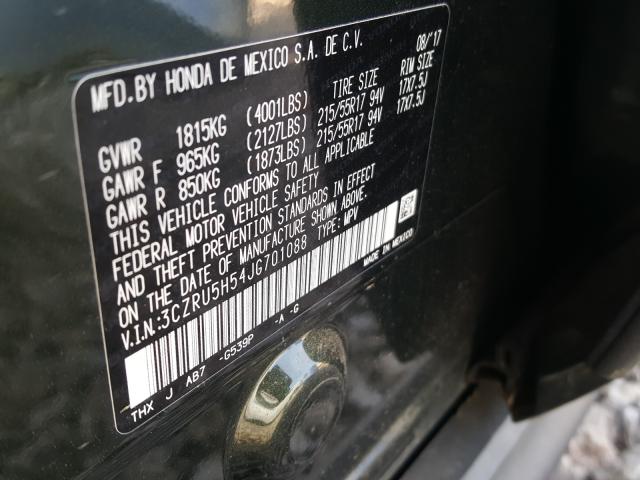 MFD.BY HONDA DE MEXICO S.A. DE C.V. 08/'17
TIRE SIZE RIM SIZE
GVWR 1815KG (4001LBS)
GAWR F 965KG (2127LBS) 215/55R17 94V 17X7.5J
GAWR R 850KG (1873LBS) 215/55R17 94V 17X7.5J
THIS VEHICLE CONFORMS TO ALL APPLICABLE
FEDERAL MOTOR VEHICLE SAFETY
AND THEFT PREVENTION STANDARDS IN EFFECT
ON THE DATE OF MANUFACTURE SHOWN ABOVE.
V.IN:3CZRU5H54JG701088 TYPE: MPV
MADE IN MEXICO
THX J AB7 -G539P -A -G